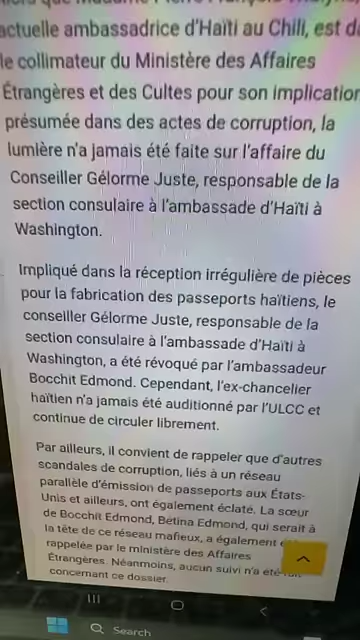 actuelle ambassadrice d'Haïti au Chili, est
le collimateur du Ministère des Affaires
Étrangères et des Cultes pour son implication
présumée dans des actes de corruption, la
lumière n'a jamais été faite sur l'affaire du
Conseiller Gélorme Juste, responsable de la
section consulaire à l'ambassade d'Haïti à
Washington.
Impliqué dans la réception irrégulière de pièces
pour la fabrication des passeports haïtiens, le
conseiller Gélorme Juste, responsable de la
section consulaire à l'ambassade d'Haïti à
Washington, a été révoqué par l'ambassadeur
Bocchit Edmond. Cependant, l'ex-chancelier
haïtien n'a jamais été auditionné par l'ULCC et
continue de circuler librement.
Par ailleurs, il convient de rappeler que d'autres
scandales de corruption, liés à un réseau
parallèle d'émission de passeports aux États-
Unis et ailleurs, ont également éclaté. La sœur
de Bocchit Edmond, Betina Edmond, qui serait à
la tête de ce réseau mafieux, a également
rappelée par le ministère des Affaires
Étrangères. Néanmoins, aucun suivi n'a été
concernant ce dossier.
Search